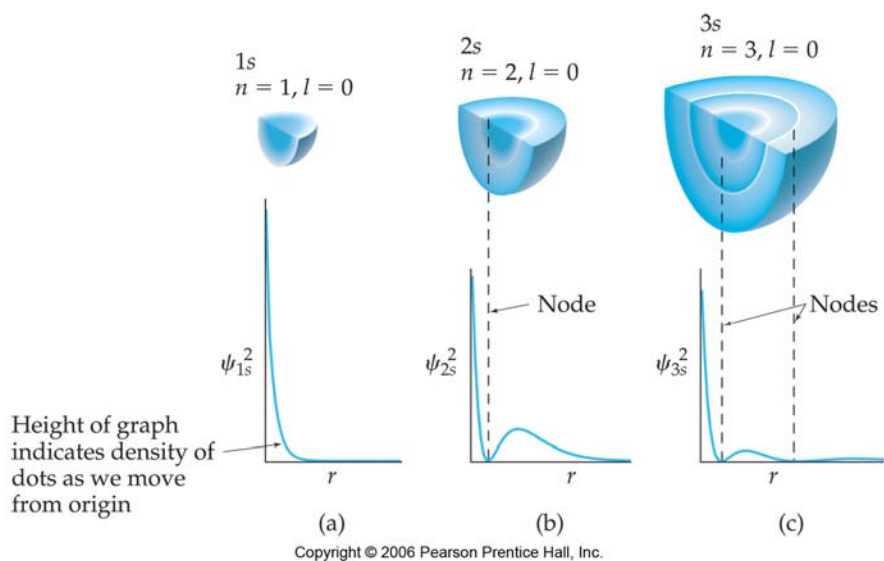 1s
n = 1, l = 0
2s
n = 2, l = 0
3s
n = 3, l = 0
Node
Nodes
ψ₁ₛ²
ψ₂ₛ²
ψ₃ₛ²
Height of graph
indicates density of
dots as we move
from origin
r
r
r
(a)
(b)
(c)
Copyright © 2006 Pearson Prentice Hall, Inc.